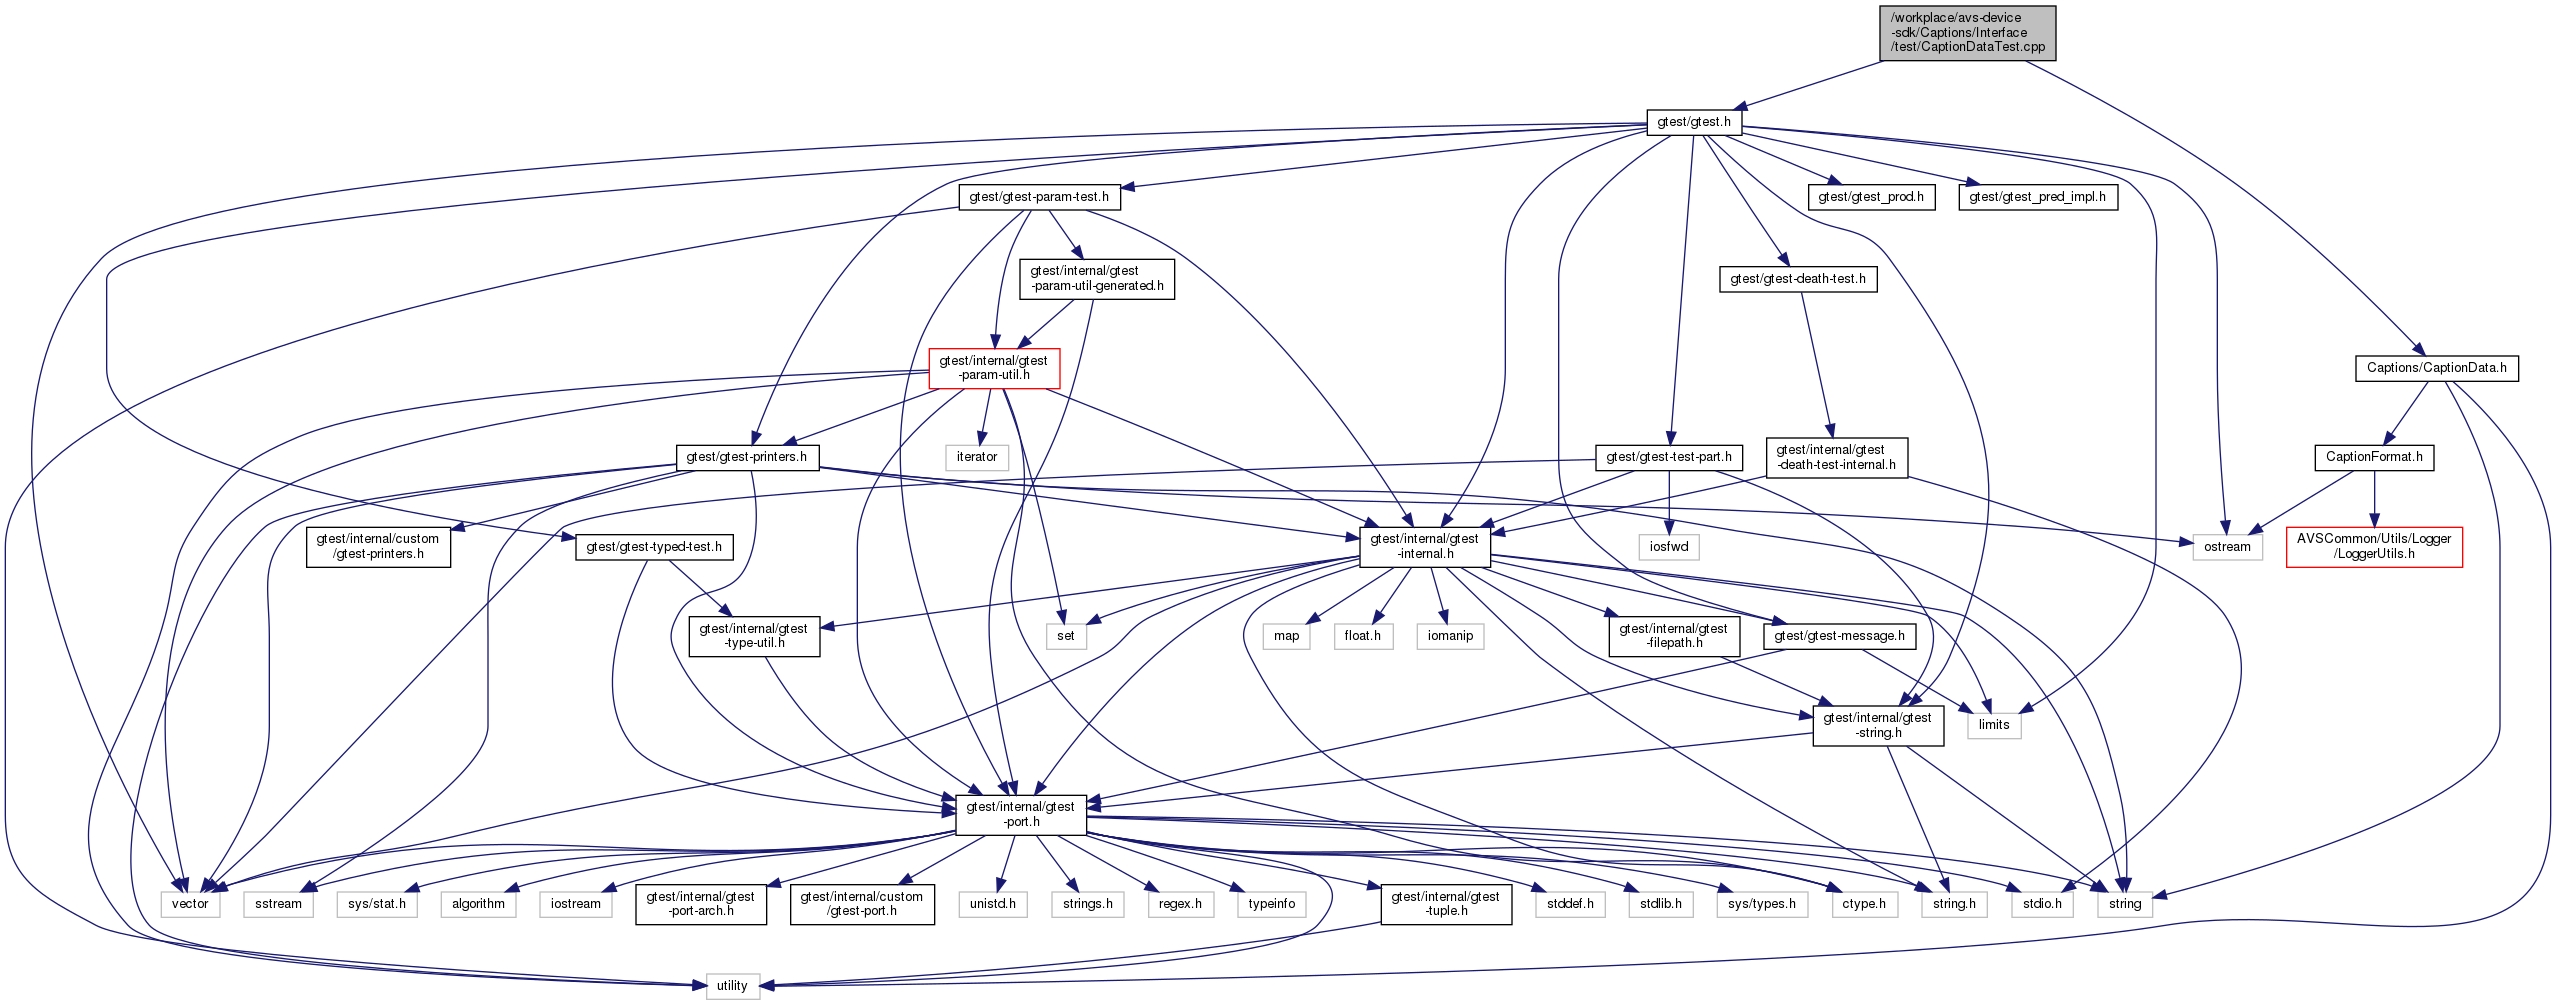 /workplace/avs-device
-sdk/Captions/Interface
/test/CaptionDataTest.cpp
gtest/gtest.h
gtest/gtest-param-test.h
gtest/gtest_prod.h
gtest/gtest_pred_impl.h
gtest/internal/gtest
-param-util-generated.h
gtest/gtest-death-test.h
gtest/internal/gtest
-param-util.h
Captions/CaptionData.h
gtest/gtest-printers.h
iterator
gtest/gtest-test-part.h
gtest/internal/gtest
-death-test-internal.h
CaptionFormat.h
gtest/internal/custom
/gtest-printers.h
gtest/gtest-typed-test.h
gtest/internal/gtest
-internal.h
iosfwd
ostream
AVSCommon/Utils/Logger
/LoggerUtils.h
gtest/internal/gtest
-type-util.h
set
map
float.h
iomanip
gtest/internal/gtest
-filepath.h
gtest/gtest-message.h
gtest/internal/gtest
-string.h
limits
gtest/internal/gtest
-port.h
vector
sstream
sys/stat.h
algorithm
iostream
gtest/internal/gtest
-port-arch.h
gtest/internal/custom
/gtest-port.h
unistd.h
strings.h
regex.h
typeinfo
gtest/internal/gtest
-tuple.h
stddef.h
stdlib.h
sys/types.h
ctype.h
string.h
stdio.h
string
utility